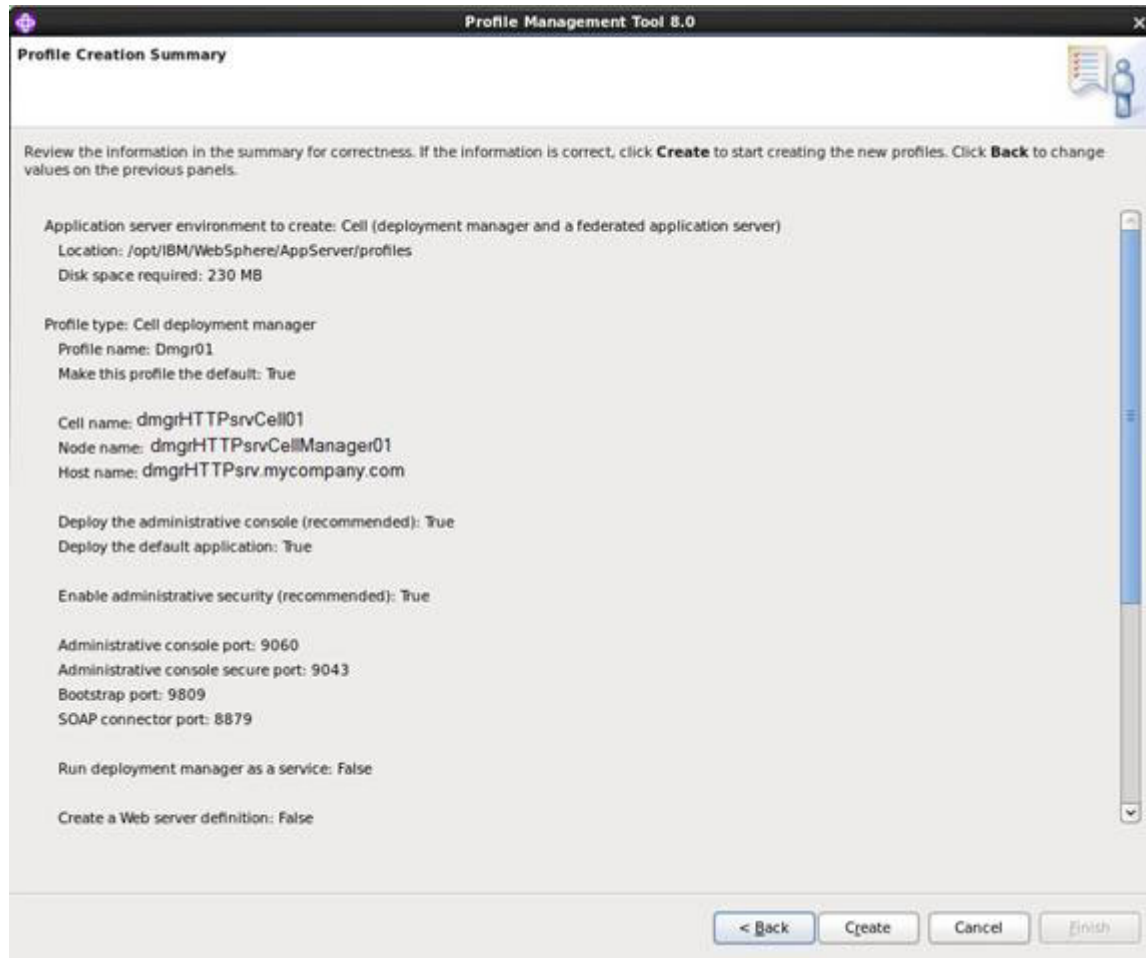 Profile Management Tool 8.0
Profile Creation Summary
Review the information in the summary for correctness. If the information is correct, click Create to start creating the new profiles. Click Back to change
values on the previous panels.
Application server environment to create: Cell (deployment manager and a federated application server)
Location: /opt/IBM/WebSphere/AppServer/profiles
Disk space required: 230 MB
Profile type: Cell deployment manager
Profile name: Dmgr01
Make this profile the default: True
Cell name: dmgrHTTPsrvCell01
Node name: dmgrHTTPsrvCellManager01
Host name: dmgrHTTPsrv.mycompany.com
Deploy the administrative console (recommended): True
Deploy the default application: True
Enable administrative security (recommended): True
Administrative console port: 9060
Administrative console secure port: 9043
Bootstrap port: 9809
SOAP connector port: 8879
Run deployment manager as a service: False
Create a Web server definition: False
< Back Create Cancel Finish